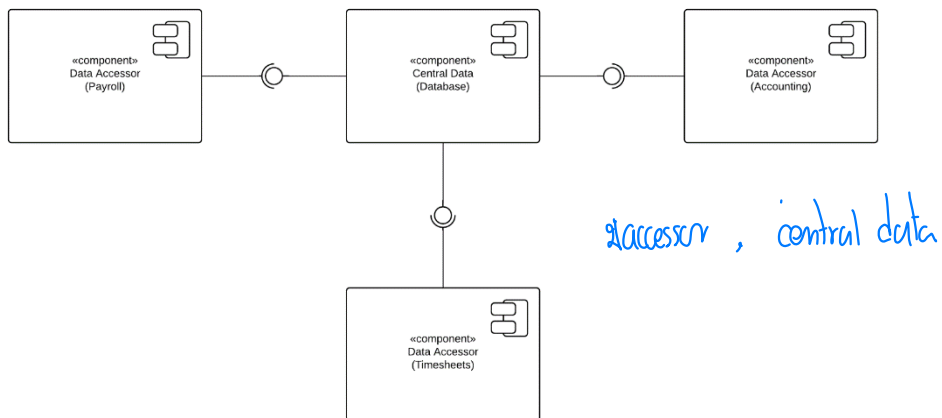 «component»
Data Accessor
(Payroll)
«component»
Central Data
(Database)
«component»
Data Accessor
(Accounting)
accessor, central data
«component»
Data Accessor
(Timesheets)